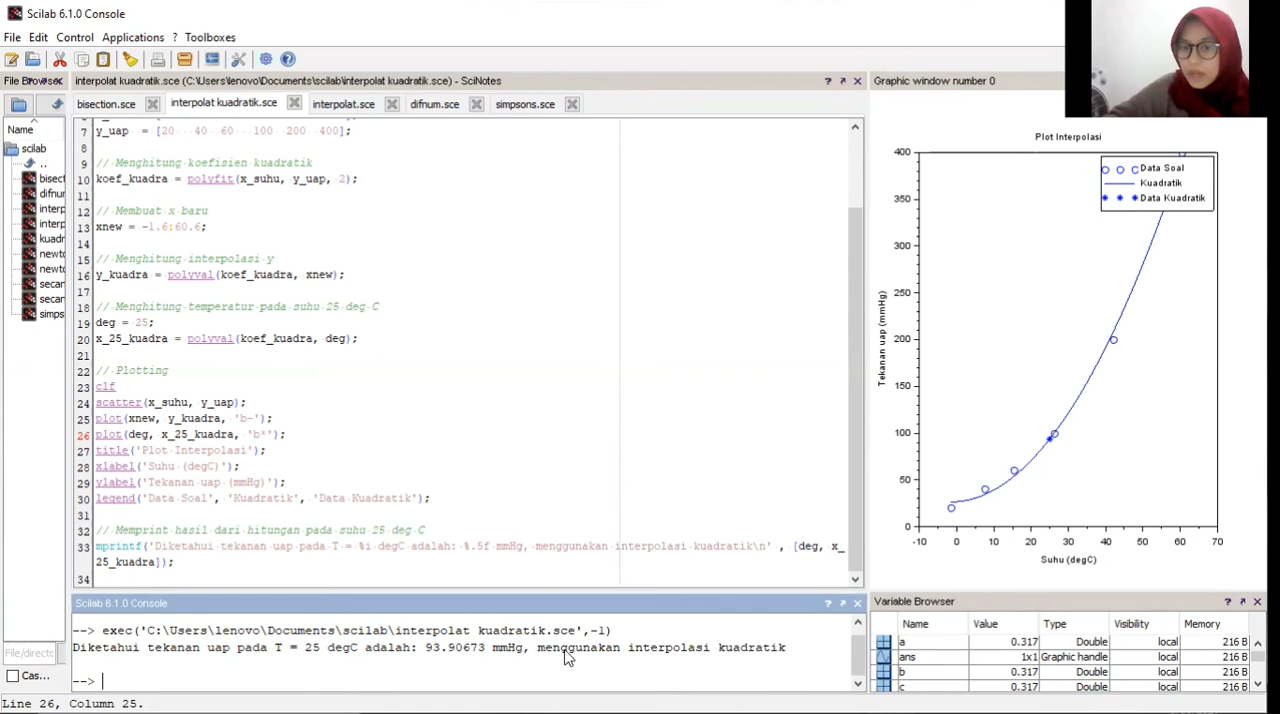 Scilab 6.1.0 Console
File Edit Control Applications ? Toolboxes
File Browser
interpolat kuadratik.sce (C:\Users\lenovo\Documents\scilab\interpolat kuadratik.sce) - SciNotes
Graphic window number 0
bisection.sce interpolat kuadratik.sce interpolat.sce difnum.sce simpsons.sce
Name
scilab
..
bisect
difnum
interp
interp
kuadr
newto
newto
secan
secan
simps
File/directo
Cas...
7 y_uap = [20 40 60 100 200 400];
8
9 // Menghitung koefisien kuadratik
10 koef_kuadra = polyfit(x_suhu, y_uap, 2);
11
12 // Membuat x baru
13 xnew = -1.6:60.6;
14
15 // Menghitung interpolasi y
16 y_kuadra = polyval(koef_kuadra, xnew);
17
18 // Menghitung temperatur pada suhu 25 deg C
19 deg = 25;
20 x_25_kuadra = polyval(koef_kuadra, deg);
21
22 // Plotting
23 clf
24 scatter(x_suhu, y_uap);
25 plot(xnew, y_kuadra, 'b-');
26 plot(deg, x_25_kuadra, 'b*');
27 title('Plot Interpolasi');
28 xlabel('Suhu (degC)');
29 ylabel('Tekanan uap (mmHg)');
30 legend('Data Soal', 'Kuadratik', 'Data Kuadratik');
31
32 // Memprint hasil dari hitungan pada suhu 25 deg C
33 mprintf('Diketahui tekanan uap pada T = %i degC adalah: %.5f mmHg, menggunakan interpolasi kuadratik\n' , [deg, x_
25_kuadra]);
34
Plot Interpolasi
Data Soal
Kuadratik
Data Kuadratik
400
350
300
250
200
150
100
50
0
Tekanan uap (mmHg)
-10 0 10 20 30 40 50 60 70
Suhu (degC)
Scilab 6.1.0 Console
--> exec('C:\Users\lenovo\Documents\scilab\interpolat kuadratik.sce',-1)
Diketahui tekanan uap pada T = 25 degC adalah: 93.90673 mmHg, menggunakan interpolasi kuadratik
-->
Variable Browser
Name Value Type Visibility Memory
a 0.317 Double local 216 B
ans 1x1 Graphic handle local 216 B
b 0.317 Double local 216 B
c 0.317 Double local 216 B
Line 26, Column 25.